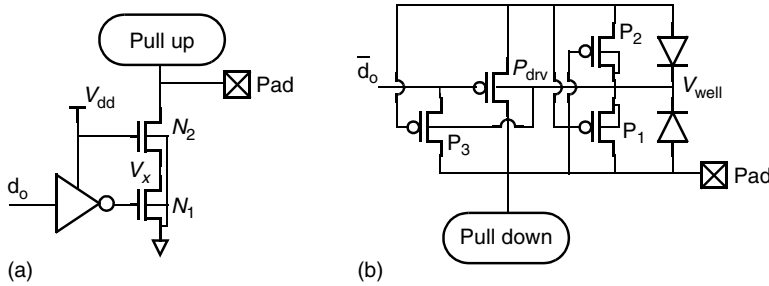 Pull up
Pad
V_dd
N_2
V_x
d_o
N_1
(a)
P_2
d̅_o
P_drv
V_well
P_3
P_1
Pad
Pull down
(b)